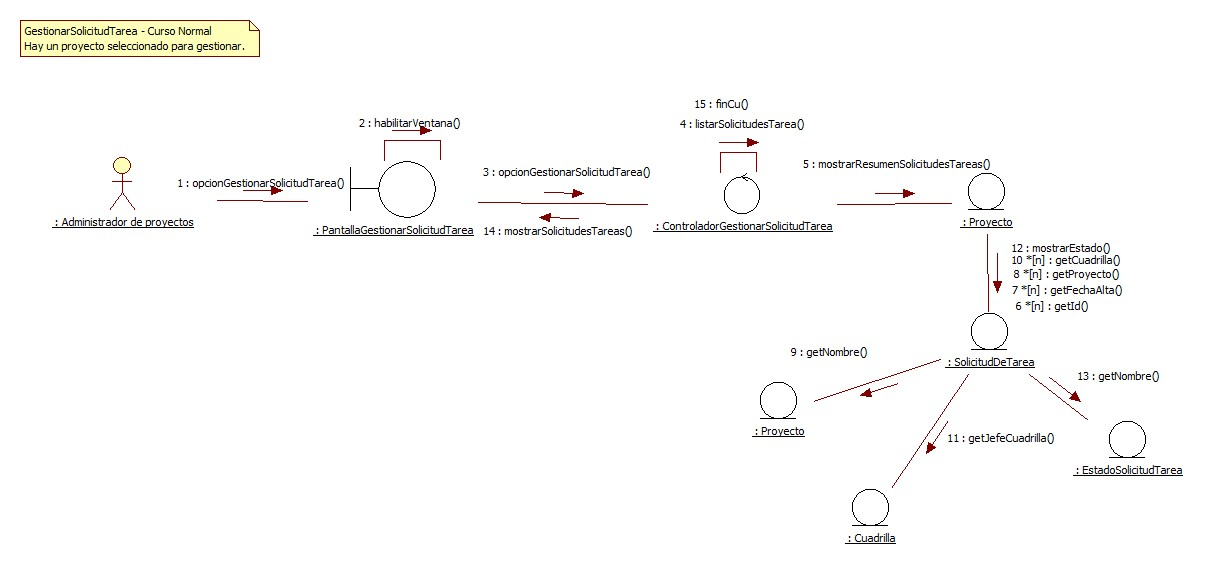 GestionarSolicitudTarea - Curso Normal
Hay un proyecto seleccionado para gestionar.
15 : finCu()
2 : habilitarVentana()
4 : listarSolicitudesTarea()
1 : opcionGestionarSolicitudTarea()
3 : opcionGestionarSolicitudTarea()
5 : mostrarResumenSolicitudesTareas()
: Administrador de proyectos
: PantallaGestionarSolicitudTarea
14 : mostrarSolicitudesTareas()
: ControladorGestionarSolicitudTarea
: Proyecto
12 : mostrarEstado()
10 *[n] : getCuadrilla()
8 *[n] : getProyecto()
7 *[n] : getFechaAlta()
6 *[n] : getId()
: SolicitudDeTarea
9 : getNombre()
13 : getNombre()
: Proyecto
11 : getJefeCuadrilla()
: EstadoSolicitudTarea
: Cuadrilla